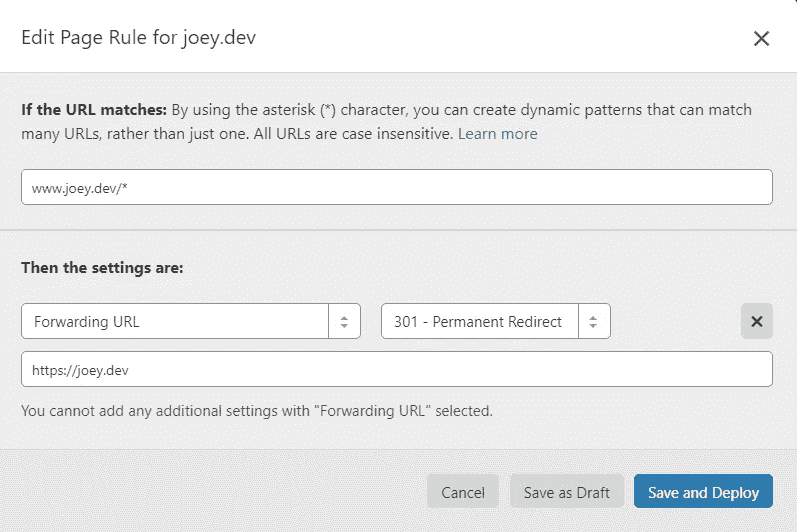 Edit Page Rule for joey.dev
If the URL matches: By using the asterisk (*) character, you can create dynamic patterns that can match
many URLs, rather than just one. All URLs are case insensitive. Learn more
www.joey.dev/*
Then the settings are:
Forwarding URL
301 - Permanent Redirect
https://joey.dev
You cannot add any additional settings with "Forwarding URL" selected.
Cancel
Save as Draft
Save and Deploy